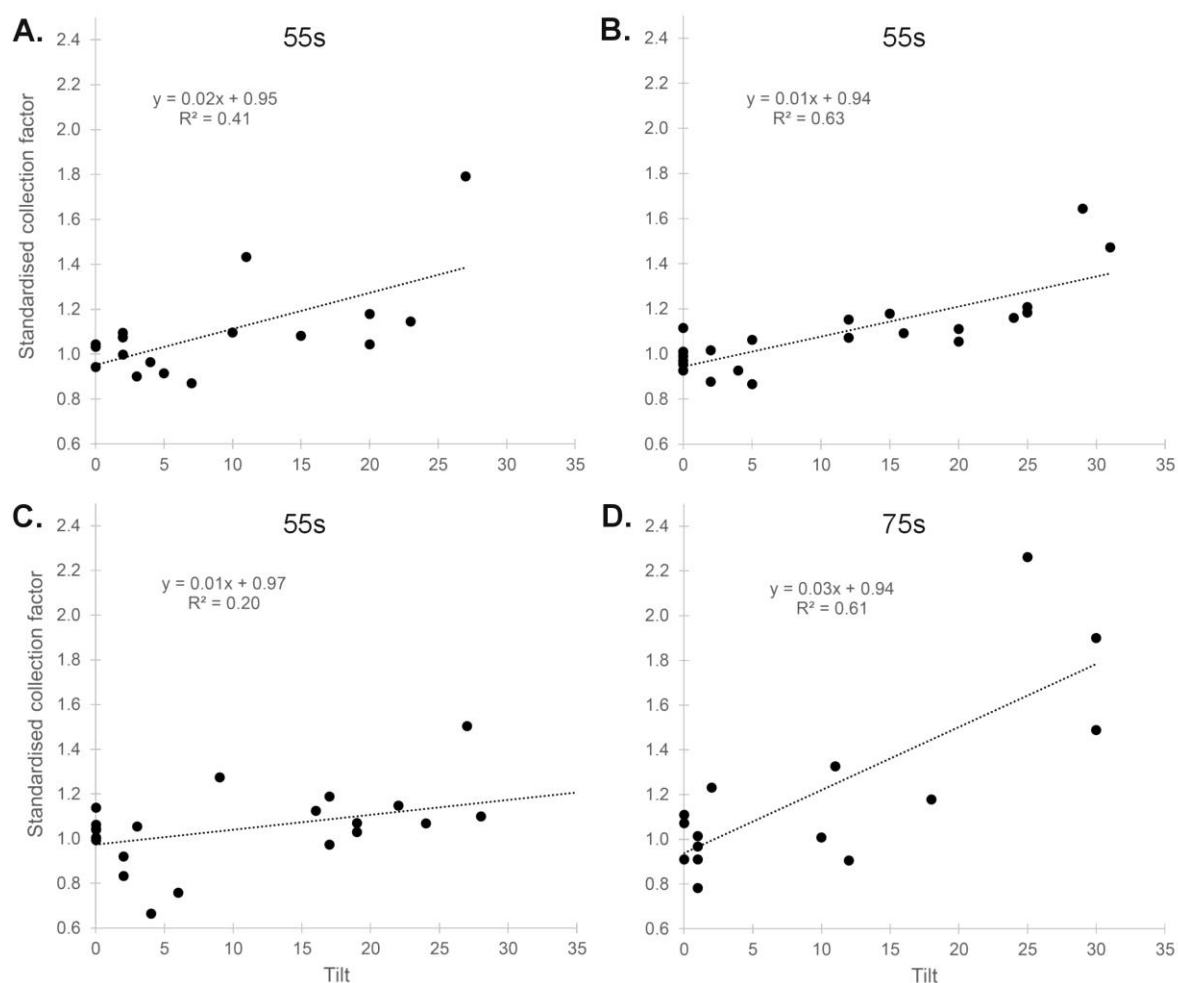 A.
55s
2.4
2.2
2.0
1.8
1.6
1.4
1.2
1.0
0.8
0.6
y = 0.02x + 0.95
R² = 0.41
Standardised collection factor
0 5 10 15 20 25 30 35
B.
55s
2.4
2.2
2.0
1.8
1.6
1.4
1.2
1.0
0.8
0.6
y = 0.01x + 0.94
R² = 0.63
0 5 10 15 20 25 30 35
C.
55s
2.4
2.2
2.0
1.8
1.6
1.4
1.2
1.0
0.8
0.6
y = 0.01x + 0.97
R² = 0.20
Standardised collection factor
0 5 10 15 20 25 30 35
Tilt
D.
75s
2.4
2.2
2.0
1.8
1.6
1.4
1.2
1.0
0.8
0.6
y = 0.03x + 0.94
R² = 0.61
0 5 10 15 20 25 30 35
Tilt